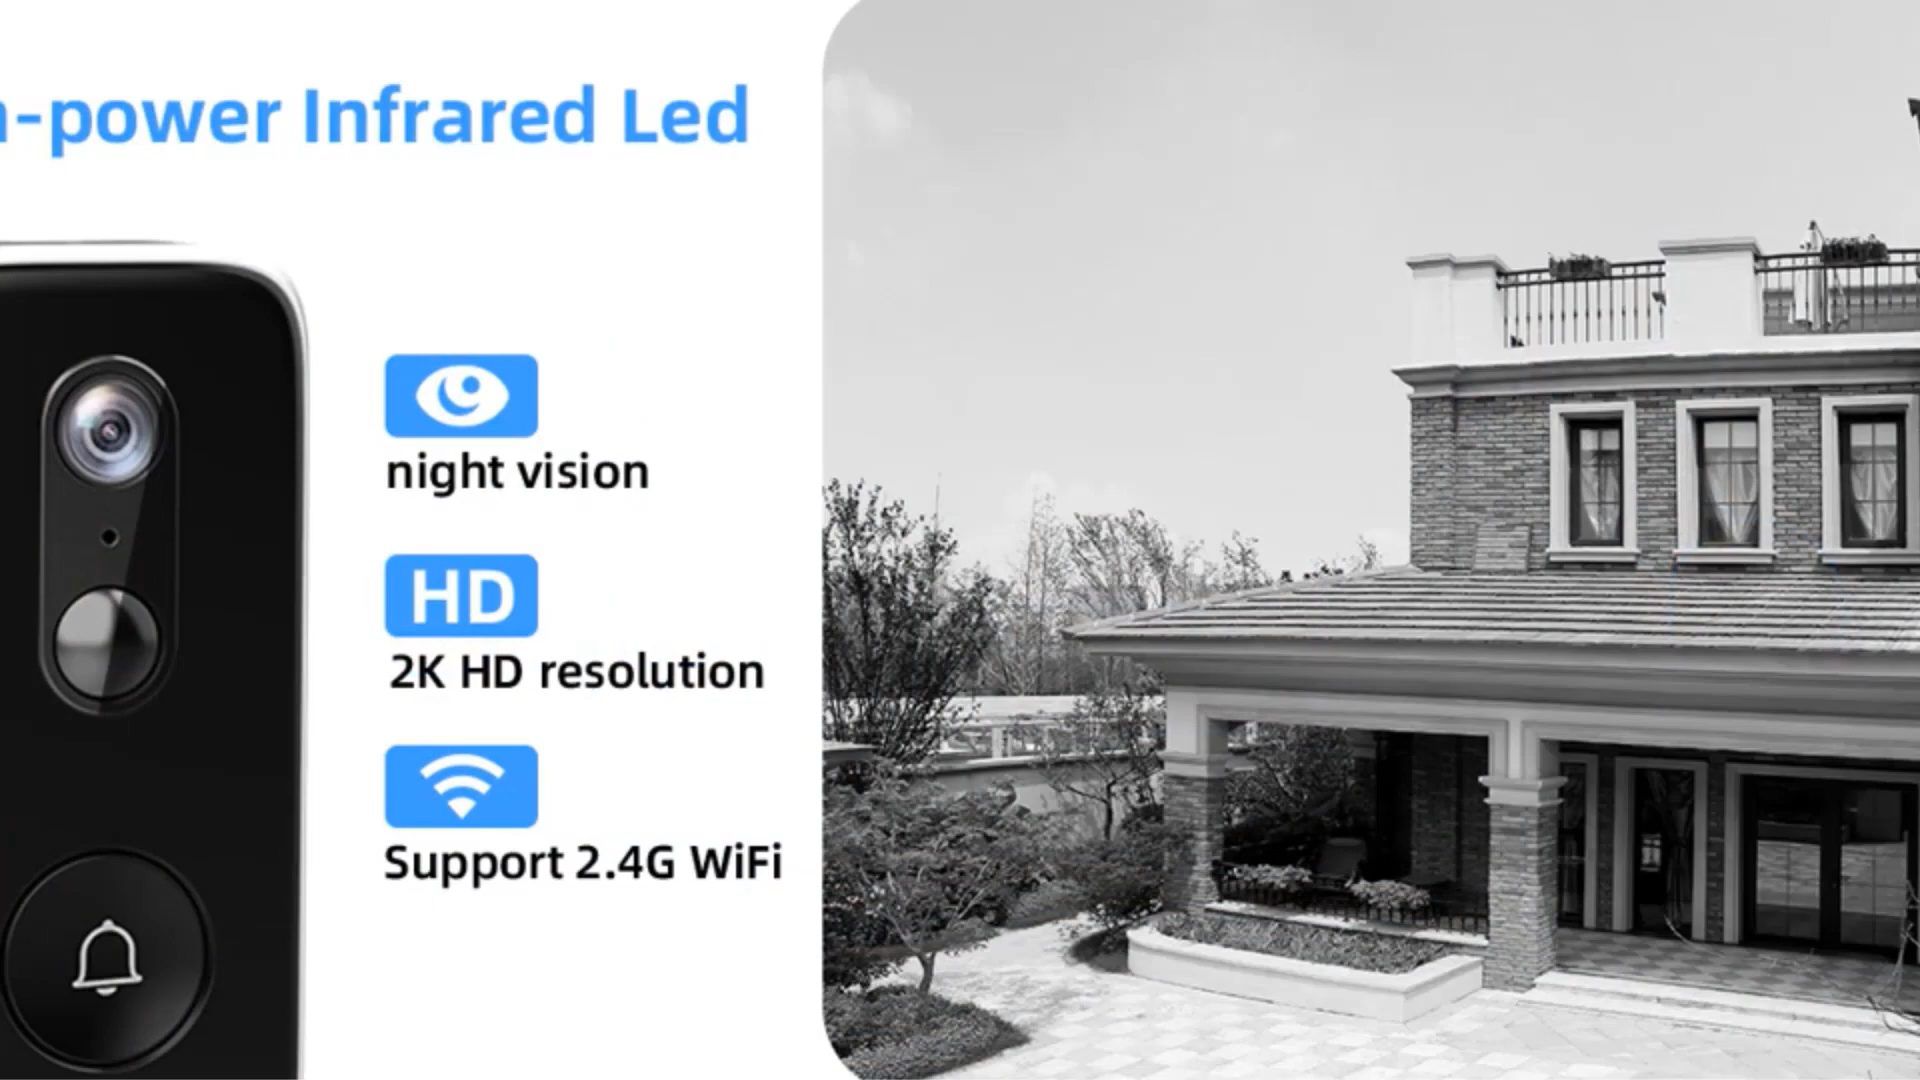 -power Infrared Led
night vision
HD
2K HD resolution
Support 2.4G WiFi